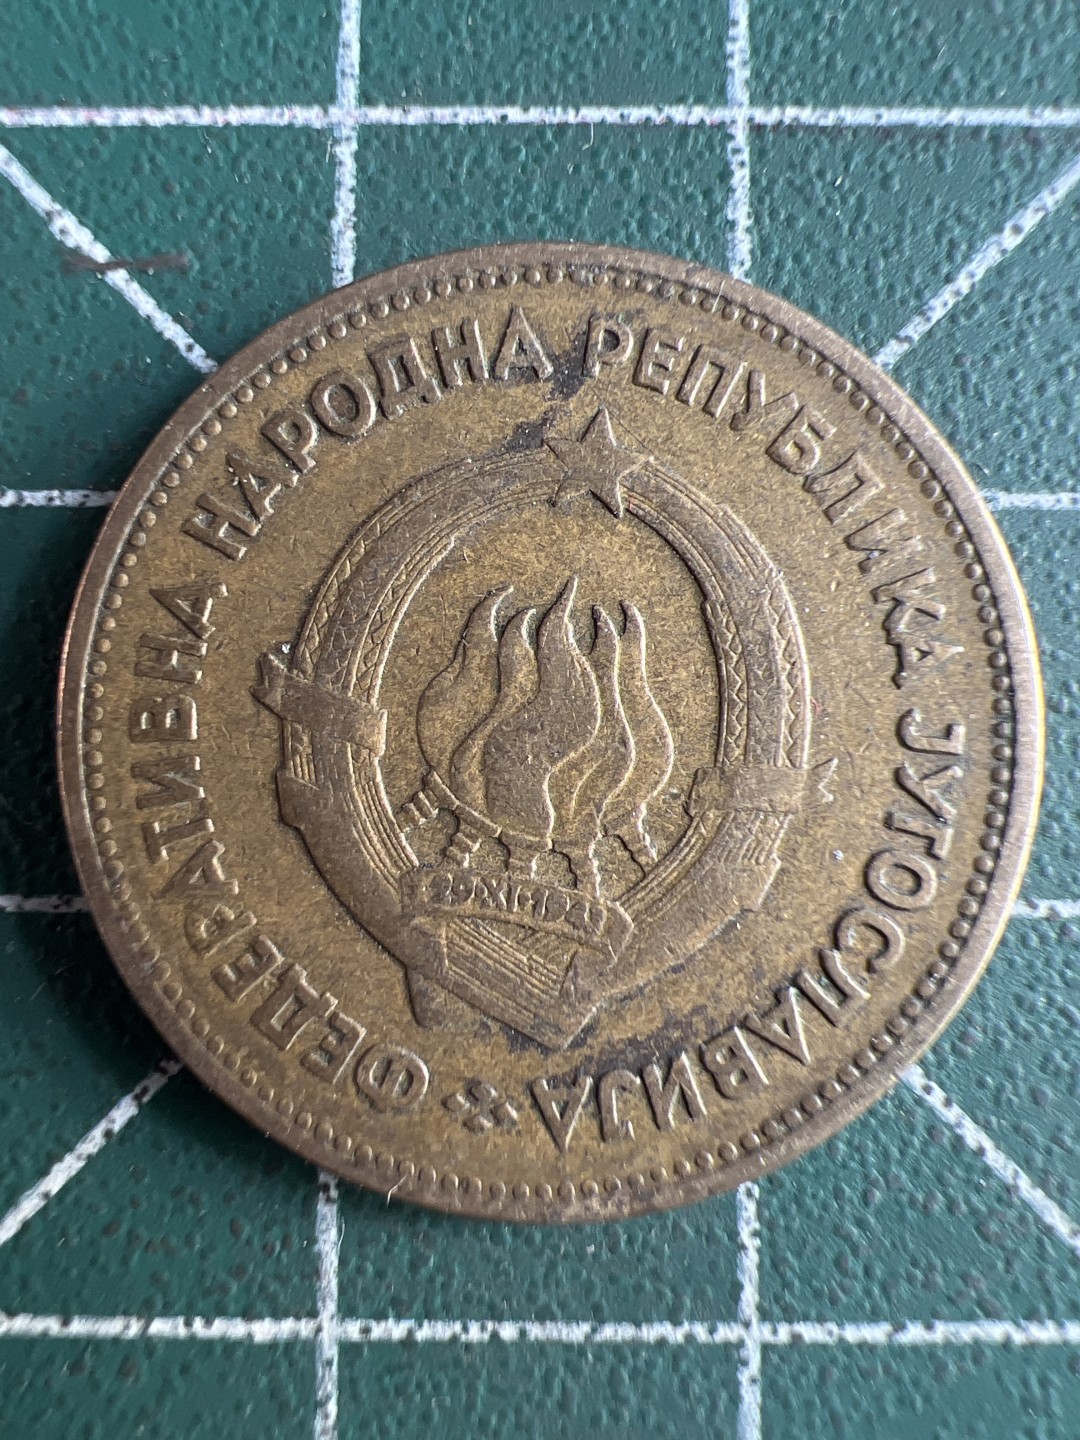 ФЕДЕРАТИВНА НАРОДНА РЕПУБЛИКА ЈУГОСЛАВИЈА
29·XI·1943